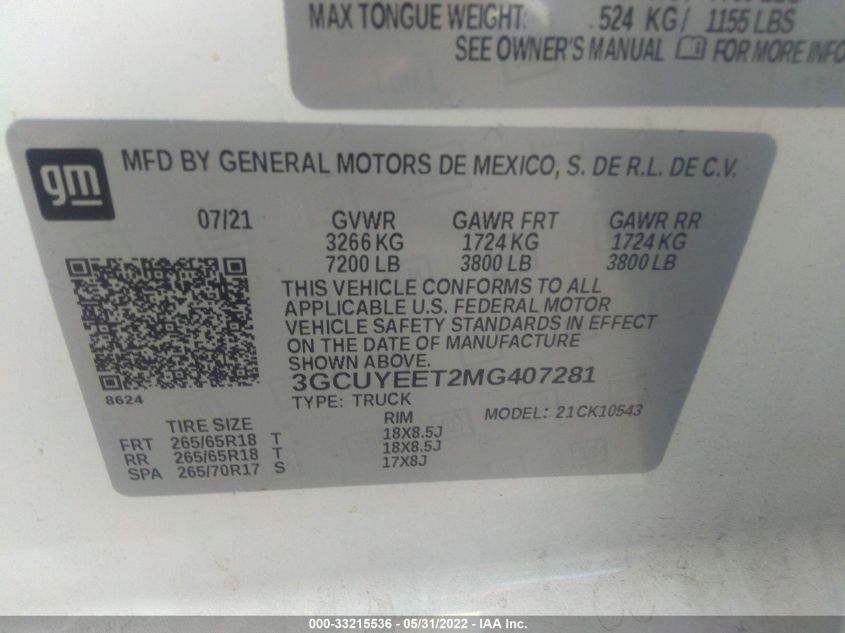 MAX TONGUE WEIGHT: 524 KG/ 1155 LBS
SEE OWNER'S MANUAL FOR MORE INFO
gm
MFD BY GENERAL MOTORS DE MEXICO, S. DE R.L. DE C.V.
07/21 GVWR GAWR FRT GAWR RR
3266 KG 1724 KG 1724 KG
7200 LB 3800 LB 3800 LB
THIS VEHICLE CONFORMS TO ALL
APPLICABLE U.S. FEDERAL MOTOR
VEHICLE SAFETY STANDARDS IN EFFECT
ON THE DATE OF MANUFACTURE
SHOWN ABOVE.
3GCUYEET2MG407281
8624
TYPE: TRUCK MODEL: 21CK10543
TIRE SIZE RIM
FRT 265/65R18 T 18X8.5J
RR 265/65R18 T 18X8.5J
SPA 265/70R17 S 17X8J
000-33215536 - 05/31/2022 - IAA Inc.